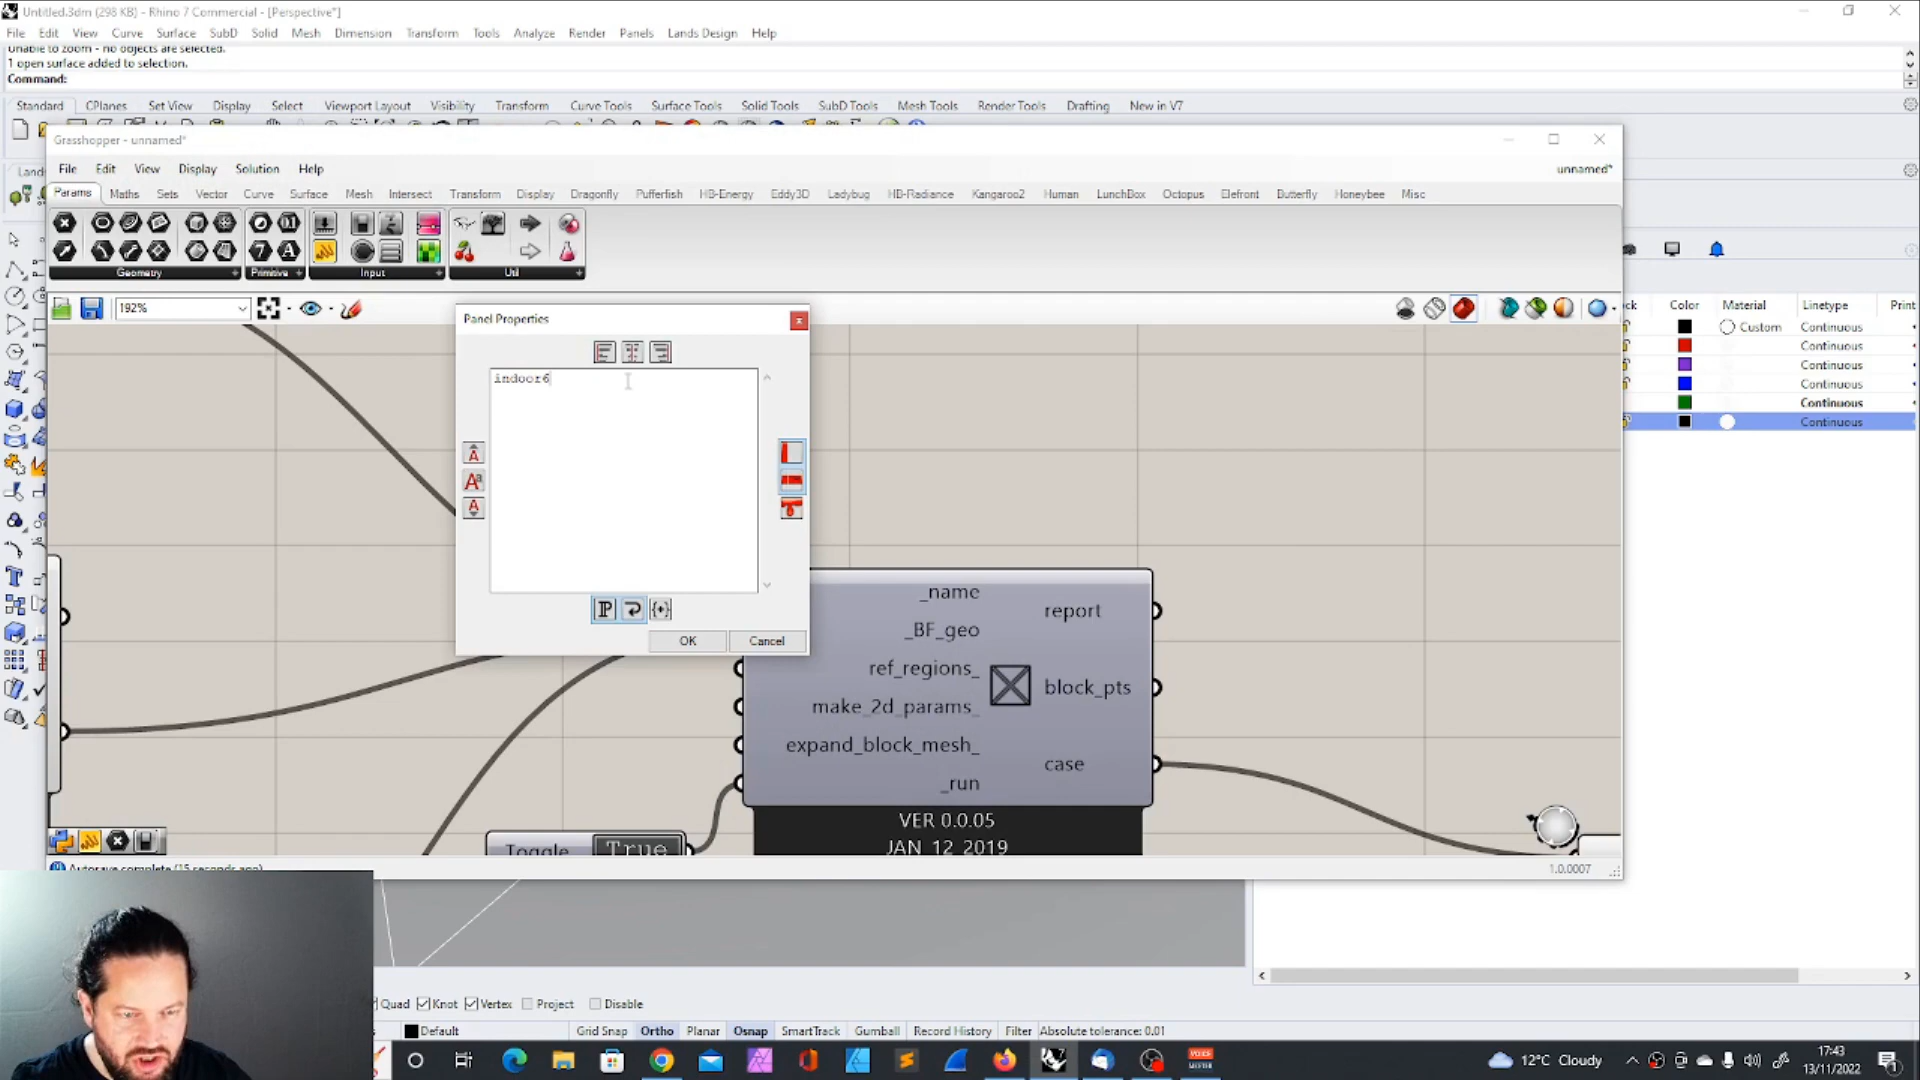 Untitled.3dm (298 KB) - Rhino 7 Commercial - [Perspective*]
File Edit View Curve Surface SubD Solid Mesh Dimension Transform Tools Analyze Render Panels Lands Design Help
Unable to zoom - no objects are selected.
1 open surface added to selection.
Command:
Standard CPlanes Set View Display Select Viewport Layout Visibility Transform Curve Tools Surface Tools Solid Tools SubD Tools Mesh Tools Render Tools Drafting New in V7
Grasshopper - unnamed*
File Edit View Display Solution Help unnamed*
Params Maths Sets Vector Curve Surface Mesh Intersect Transform Display Dragonfly Pufferfish HB-Energy Eddy3D Ladybug HB-Radiance Kangaroo2 Human LunchBox Octopus Elefront Butterfly Honeybee Misc
Geometry Primitive Input Util
192%
Panel Properties
indoor6
OK Cancel
Color Material Linetype Print
Custom Continuous
Continuous
Continuous
Continuous
Continuous
Continuous
_name
_BF_geo
ref_regions_
make_2d_params_
expand_block_mesh_
_run
report
block_pts
case
VER 0.0.05
JAN_12_2019
Toggle True
Autosave complete (15 seconds ago)
1.0.0007
Quad Knot Vertex Project Disable
Default Grid Snap Ortho Planar Osnap SmartTrack Gumball Record History Filter Absolute tolerance: 0.01
12°C Cloudy
17:43
13/11/2022